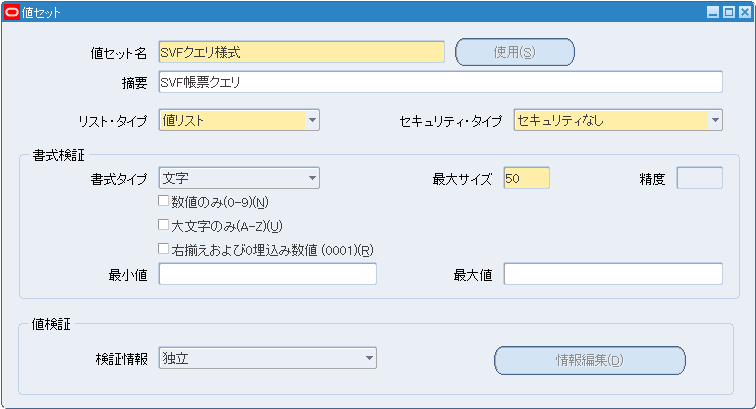 値セット
値セット名 SVFクエリ様式 使用(S)
摘要 SVF帳票クエリ
リスト・タイプ 値リスト セキュリティ・タイプ セキュリティなし
書式検証
書式タイプ 文字 最大サイズ 50 精度
数値のみ(0-9)(N)
大文字のみ(A-Z)(U)
右揃えおよび0埋込み数値 (0001)(R)
最小値 最大値
値検証
検証情報 独立 情報編集(D)